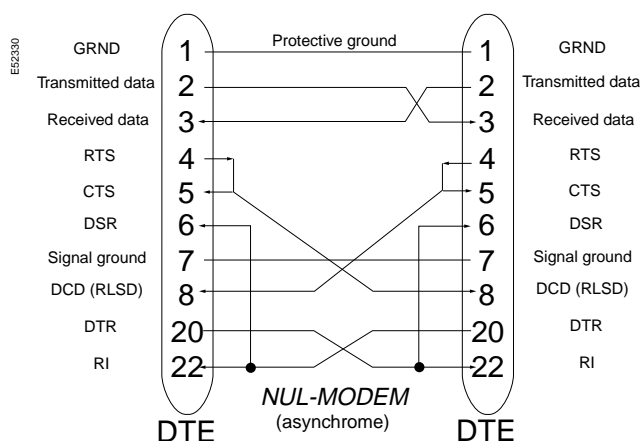 E52330
GRND 1 Protective ground 1 GRND
Transmitted data 2 2 Transmitted data
Received data 3 3 Received data
RTS 4 4 RTS
CTS 5 5 CTS
DSR 6 6 DSR
Signal ground 7 7 Signal ground
DCD (RLSD) 8 8 DCD (RLSD)
DTR 20 20 DTR
RI 22 22 RI
NUL-MODEM
(asynchrome)
DTE DTE